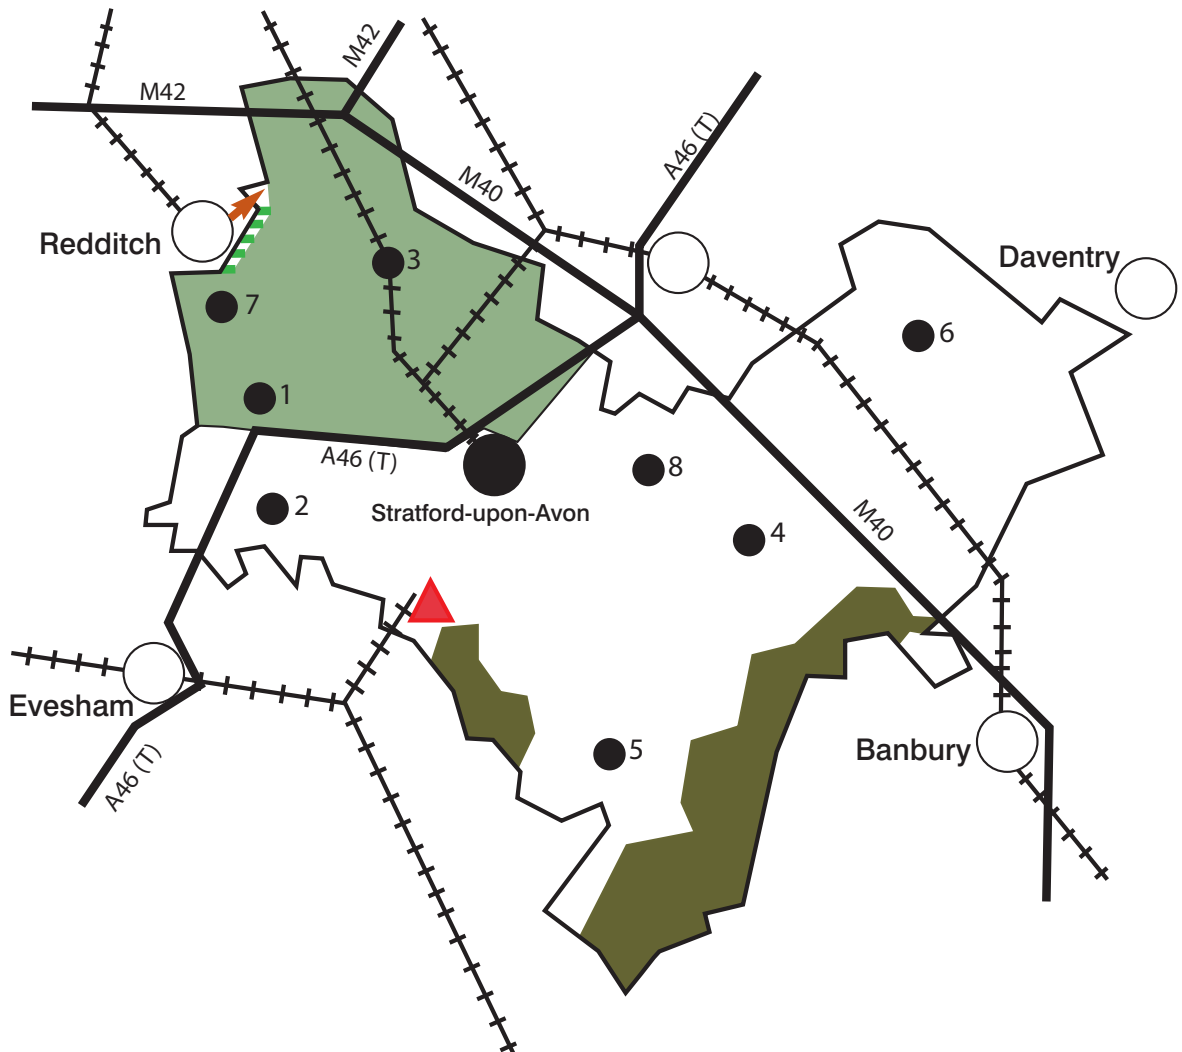 M42
M42
A46 (T)
M40
Redditch
3
Daventry
7
6
1
A46 (T)
8
2
Stratford-upon-Avon
M40
4
Evesham
5
Banbury
A46 (T)